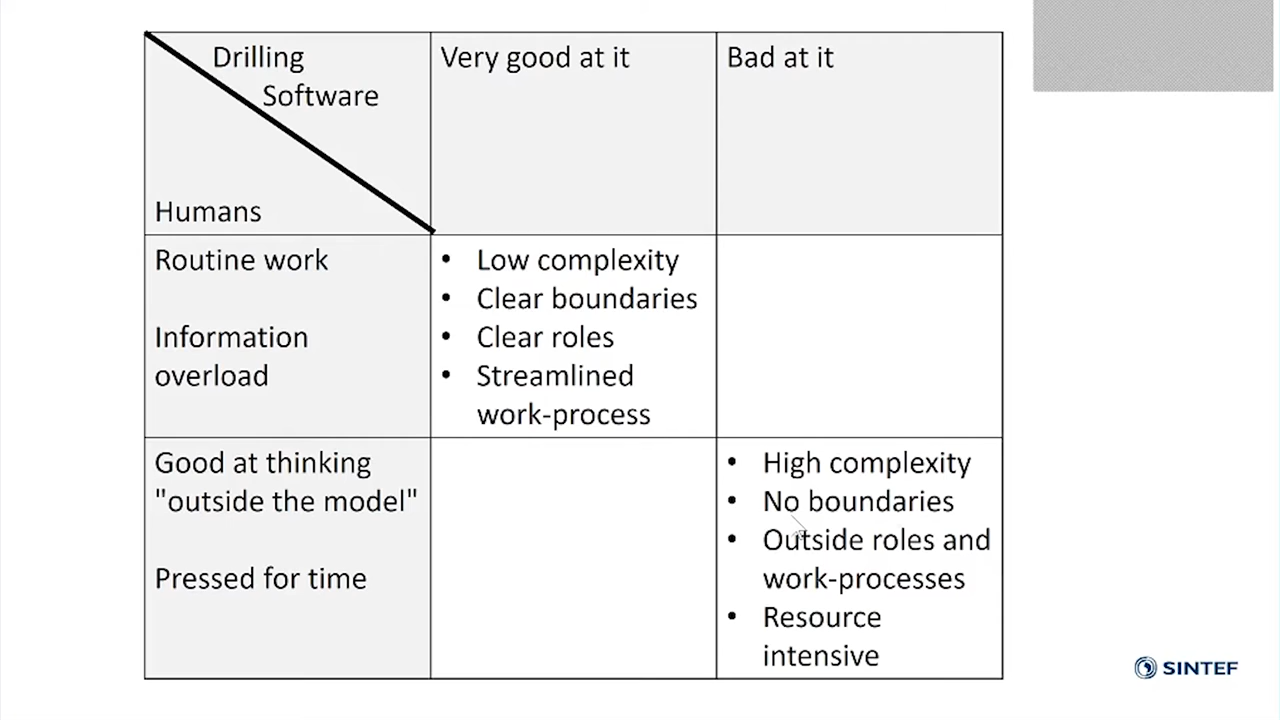 Drilling
Software
Humans
Very good at it
Bad at it
Routine work
Information
overload
• Low complexity
• Clear boundaries
• Clear roles
• Streamlined
work-process
Good at thinking
"outside the model"
Pressed for time
• High complexity
• No boundaries
• Outside roles and
work-processes
• Resource
intensive
SINTEF